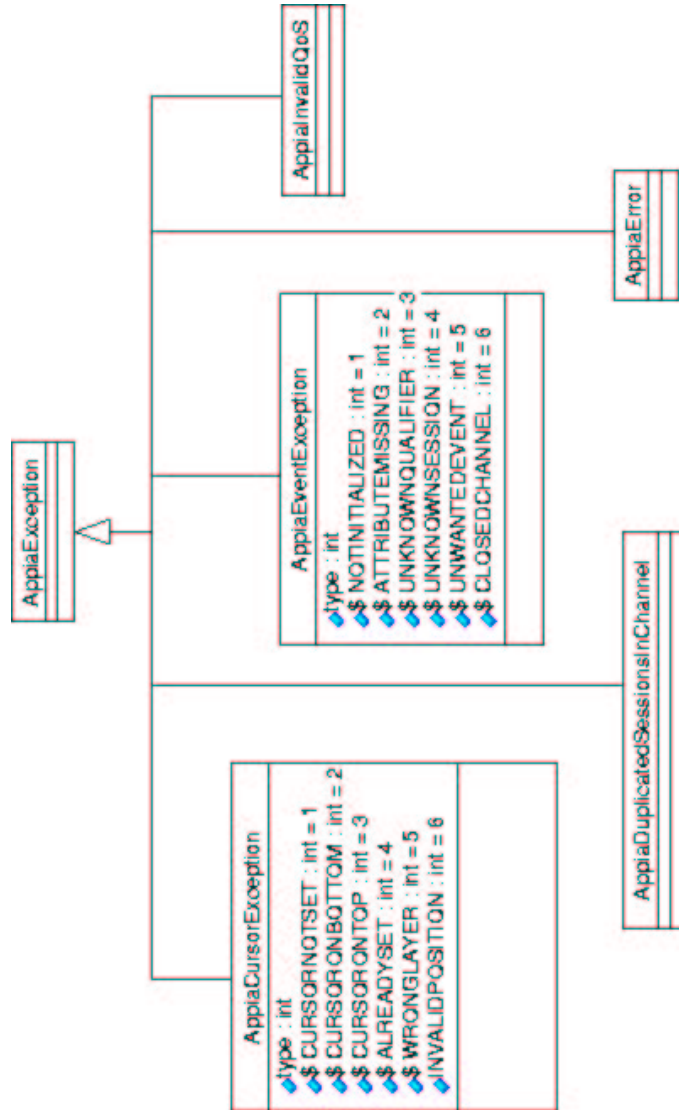 AppiaException
AppiaCursorException
type : int
$ CURSORNOTSET : int = 1
$ CURSORONBOTTOM : int = 2
$ CURSORONTOP : int = 3
$ ALREADYSET : int = 4
$ WRONGLAYER : int = 5
INVALIDPOSITION : int = 6
AppiaEventException
type : int
$ NOTINITIALIZED : int = 1
$ ATTRIBUTEMISSING : int = 2
$ UNKNOWNQUALIFIER : int = 3
$ UNKNOWNSESSION : int = 4
$ UNWANTEDEVENT : int = 5
$ CLOSEDCHANNEL : int = 6
AppiaInvalidQoS
AppiaDuplicatedSessionsInChannel
AppiaError